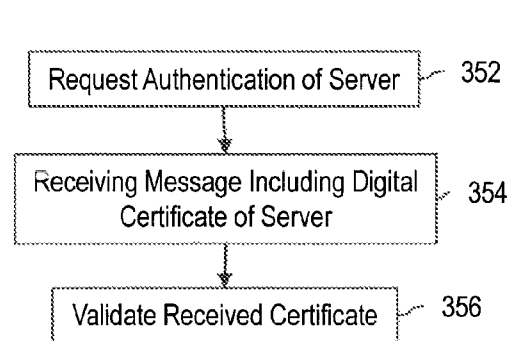 Request Authentication of Server 352
Receiving Message Including Digital
Certificate of Server 354
Validate Received Certificate 356